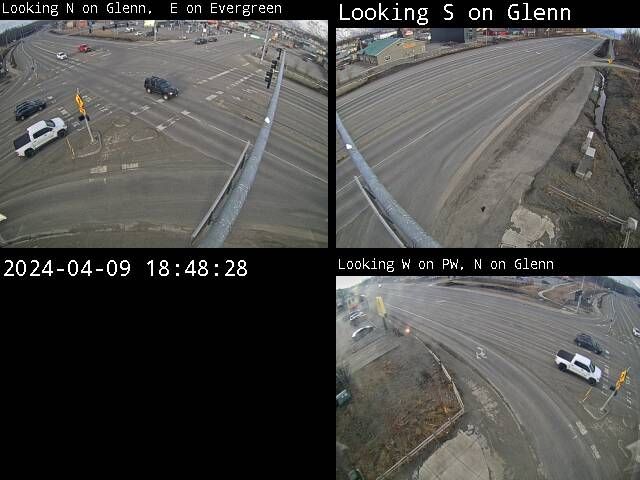 Looking N on Glenn,  E on Evergreen
Looking S on Glenn
2024-04-09 18:48:28
Looking W on PW, N on Glenn